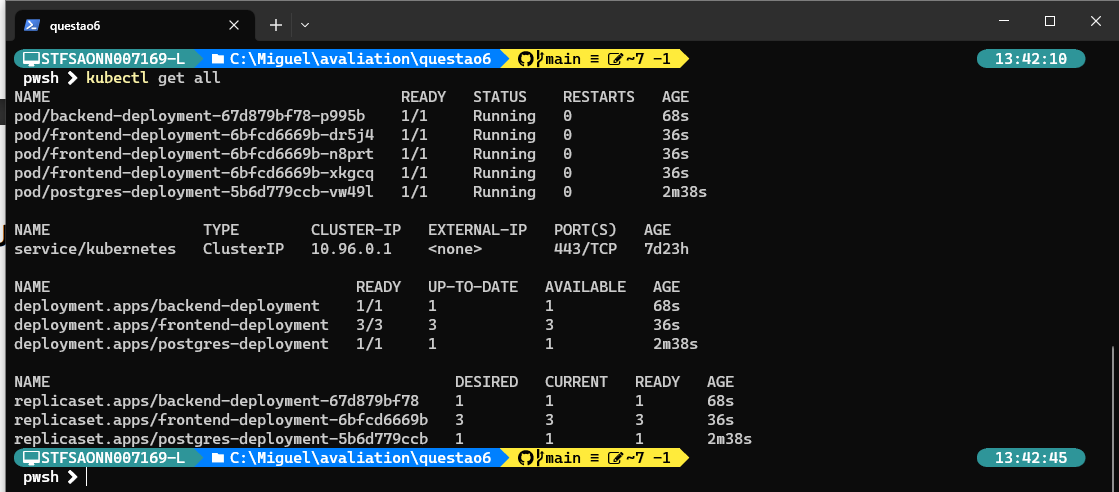 questao6
STFSAONN007169-L C:\Miguel\avaliation\questao6 main ≡ ~7 -1 13:42:10
pwsh ❯ kubectl get all
NAME READY STATUS RESTARTS AGE
pod/backend-deployment-67d879bf78-p995b 1/1 Running 0 68s
pod/frontend-deployment-6bfcd6669b-dr5j4 1/1 Running 0 36s
pod/frontend-deployment-6bfcd6669b-n8prt 1/1 Running 0 36s
pod/frontend-deployment-6bfcd6669b-xkgcq 1/1 Running 0 36s
pod/postgres-deployment-5b6d779ccb-vw49l 1/1 Running 0 2m38s
NAME TYPE CLUSTER-IP EXTERNAL-IP PORT(S) AGE
service/kubernetes ClusterIP 10.96.0.1 <none> 443/TCP 7d23h
NAME READY UP-TO-DATE AVAILABLE AGE
deployment.apps/backend-deployment 1/1 1 1 68s
deployment.apps/frontend-deployment 3/3 3 3 36s
deployment.apps/postgres-deployment 1/1 1 1 2m38s
NAME DESIRED CURRENT READY AGE
replicaset.apps/backend-deployment-67d879bf78 1 1 1 68s
replicaset.apps/frontend-deployment-6bfcd6669b 3 3 3 36s
replicaset.apps/postgres-deployment-5b6d779ccb 1 1 1 2m38s
STFSAONN007169-L C:\Miguel\avaliation\questao6 main ≡ ~7 -1 13:42:45
pwsh ❯